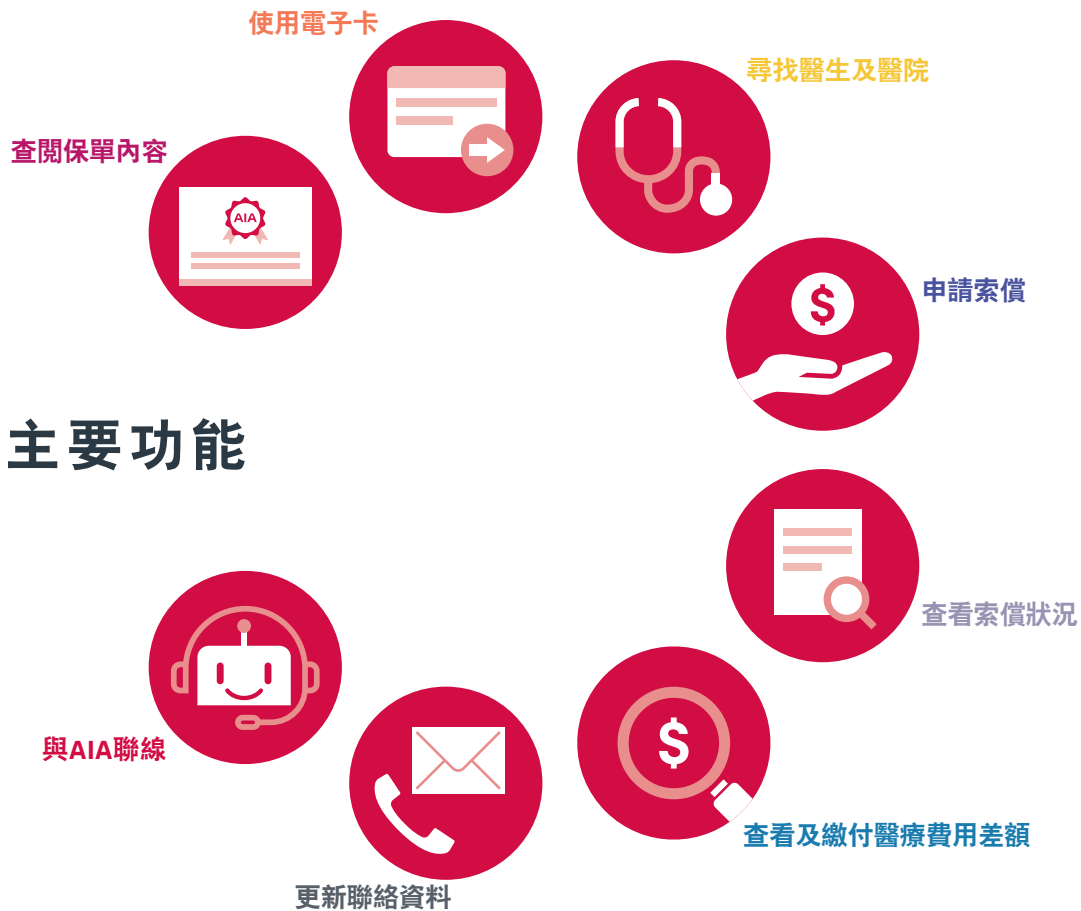 使用電子卡
尋找醫生及醫院
查閱保單內容
AIA
$
申請索償
主要功能
查看索償狀況
$
與AIA聯線
查看及繳付醫療費用差額
更新聯絡資料